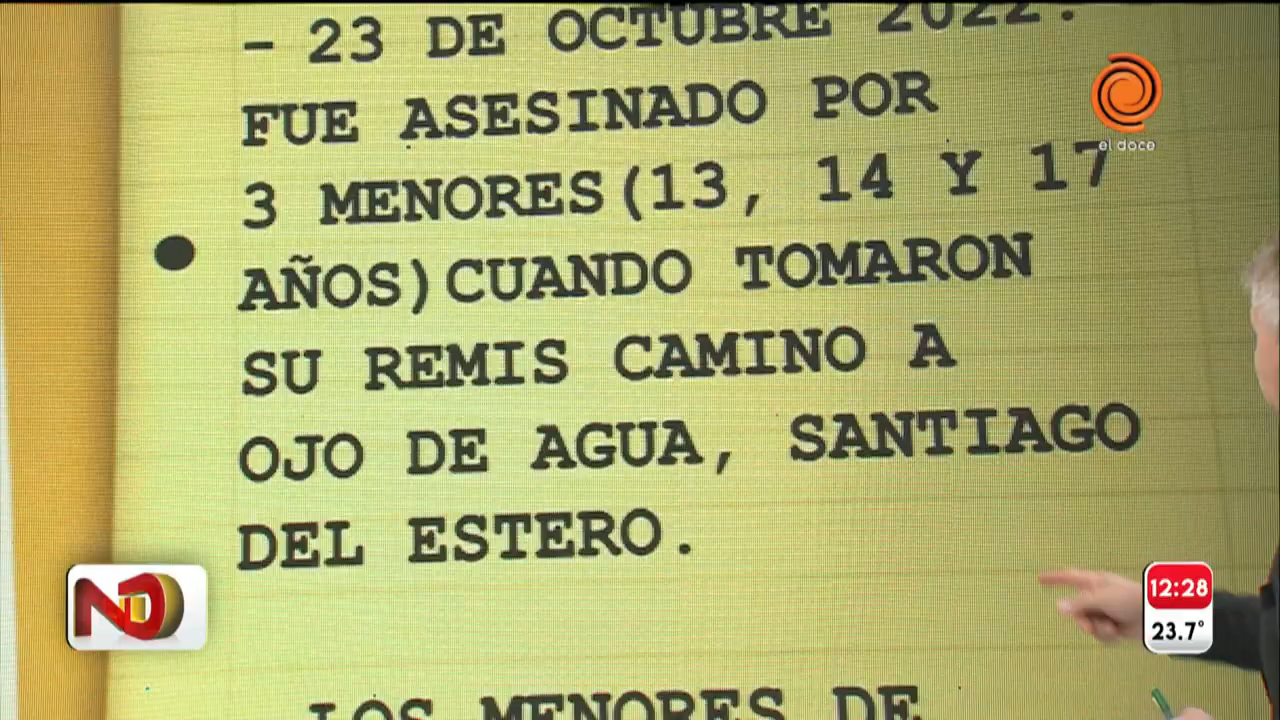 - 23 DE OCTUBRE 2022.
FUE ASESINADO POR
3 MENORES(13, 14 Y 17
AÑOS)CUANDO TOMARON
SU REMIS CAMINO A
OJO DE AGUA, SANTIAGO
DEL ESTERO.
LOS MENORES DE
el doce
ND
12:28
23.7°